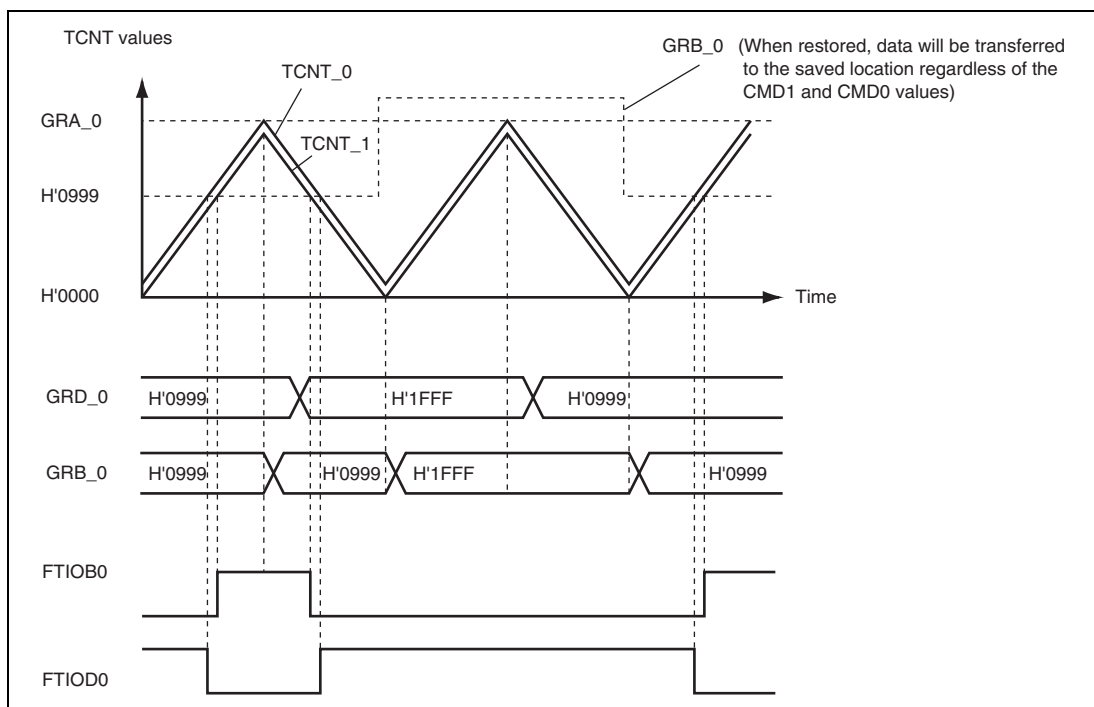 TCNT values
GRB_0 (When restored, data will be transferred
to the saved location regardless of the
CMD1 and CMD0 values)
TCNT_0
GRA_0
TCNT_1
H'0999
H'0000
Time
GRD_0 H'0999 H'1FFF H'0999
GRB_0 H'0999 H'0999 H'1FFF H'0999
FTIOB0
FTIOD0